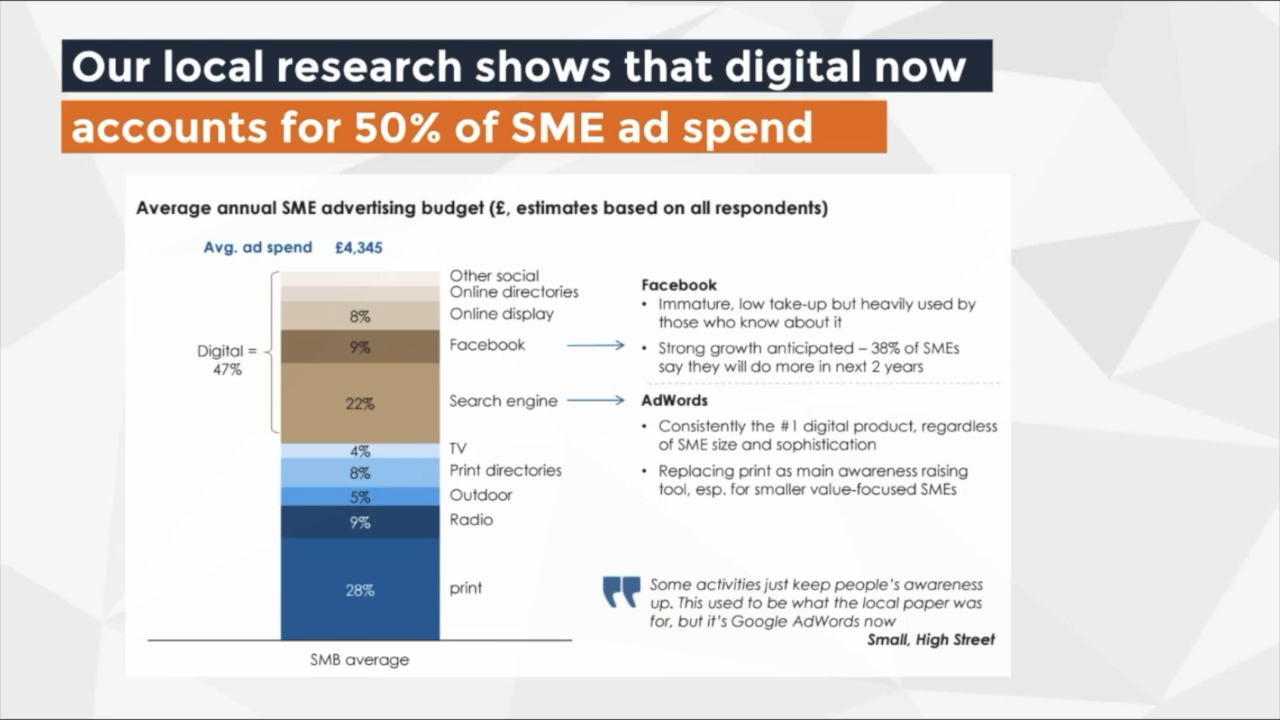 Our local research shows that digital now
accounts for 50% of SME ad spend
Average annual SME advertising budget (£, estimates based on all respondents)
Avg. ad spend £4,345
Digital =
47%
8%
9%
22%
4%
8%
5%
9%
28%
Other social
Online directories
Online display
Facebook
Search engine
TV
Print directories
Outdoor
Radio
print
SMB average
Facebook
• Immature, low take-up but heavily used by
those who know about it
• Strong growth anticipated – 38% of SMEs
say they will do more in next 2 years
AdWords
• Consistently the #1 digital product, regardless
of SME size and sophistication
• Replacing print as main awareness raising
tool, esp. for smaller value-focused SMEs
Some activities just keep people's awareness
up. This used to be what the local paper was
for, but it's Google AdWords now
Small, High Street